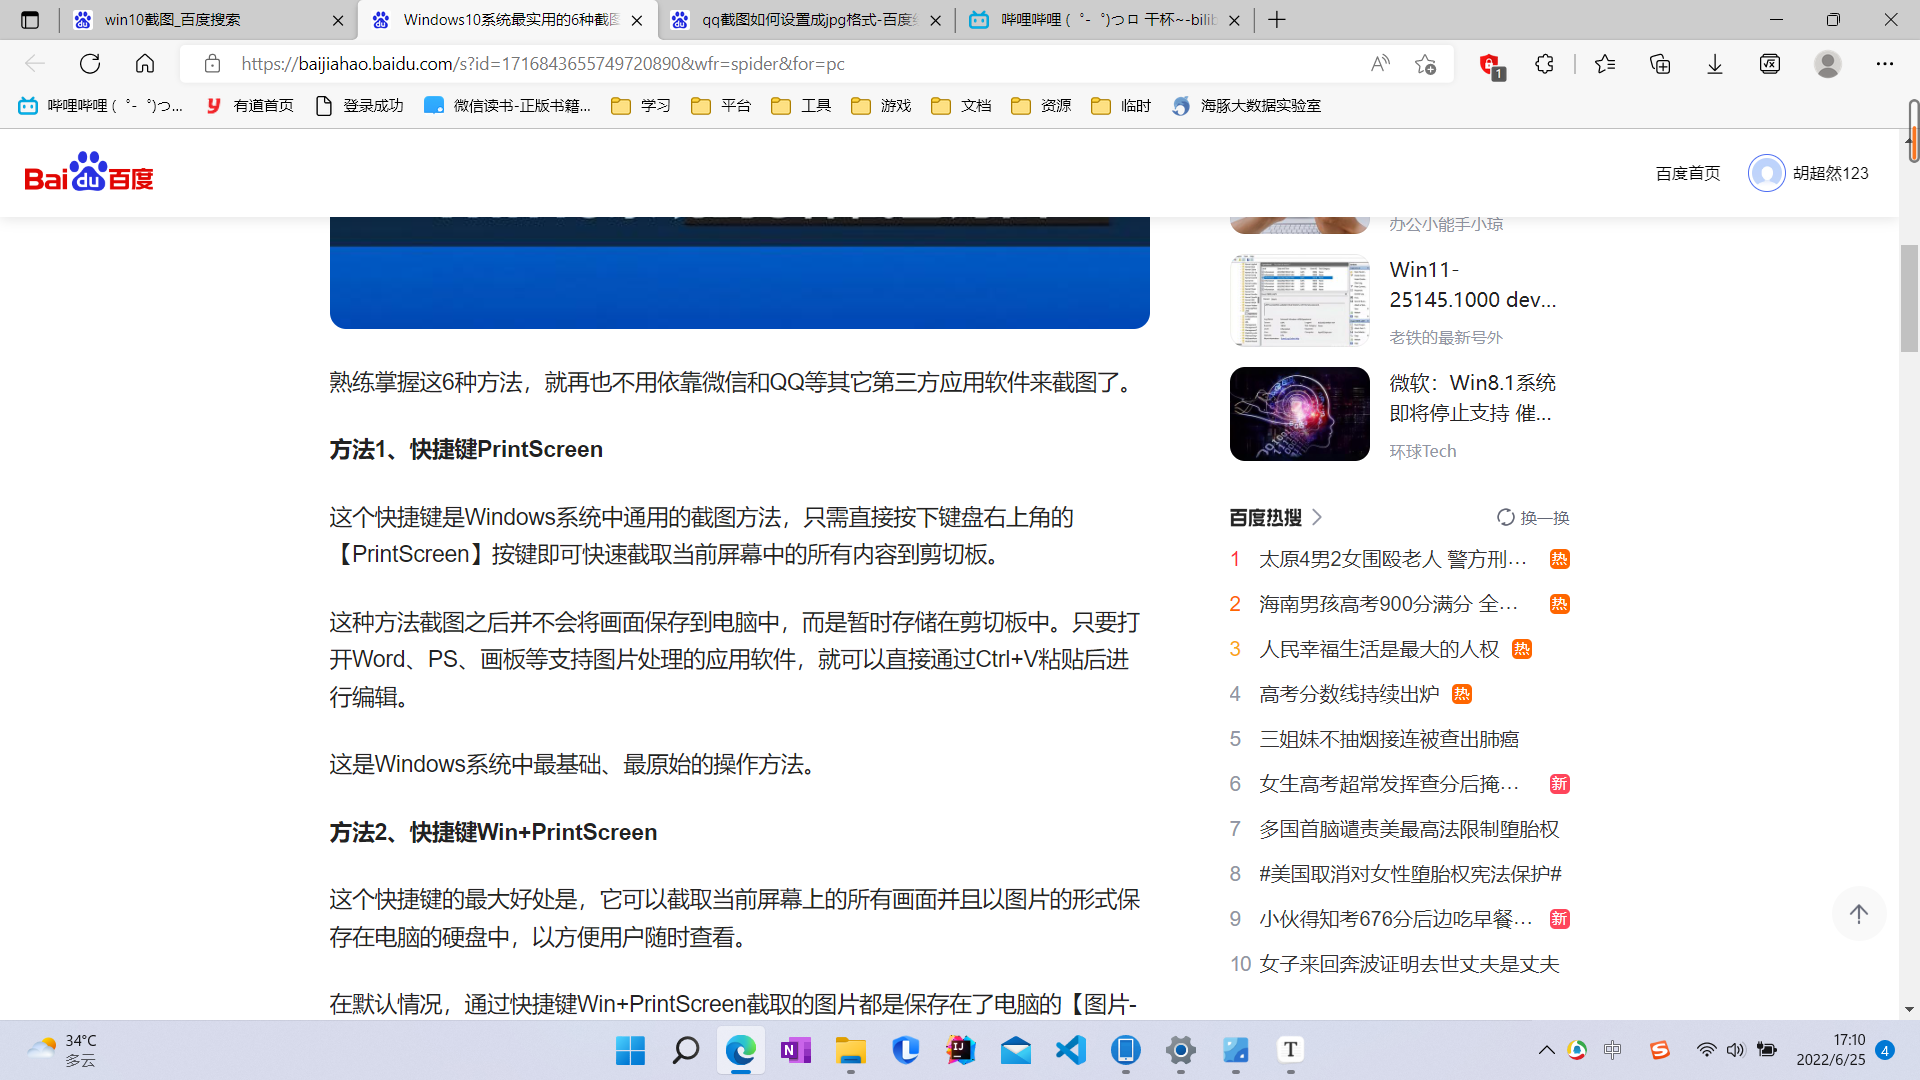 win10截图_百度搜索
Windows10系统最实用的6种截图
qq截图如何设置成jpg格式-百度
哔哩哔哩 (゜-゜)つロ 干杯~-bilib
https://baijiahao.baidu.com/s?id=1716843655749720890&wfr=spider&for=pc
1
哔哩哔哩 (゜-゜)つ...
有道首页
登录成功
微信读书-正版书籍...
学习
平台
工具
游戏
文档
资源
临时
海豚大数据实验室
Baidu百度
百度首页
胡超然123
熟练掌握这6种方法，就再也不用依靠微信和QQ等其它第三方应用软件来截图了。
方法1、快捷键PrintScreen
这个快捷键是Windows系统中通用的截图方法，只需直接按下键盘右上角的
【PrintScreen】按键即可快速截取当前屏幕中的所有内容到剪切板。
这种方法截图之后并不会将画面保存到电脑中，而是暂时存储在剪切板中。只要打
开Word、PS、画板等支持图片处理的应用软件，就可以直接通过Ctrl+V粘贴后进
行编辑。
这是Windows系统中最基础、最原始的操作方法。
方法2、快捷键Win+PrintScreen
这个快捷键的最大好处是，它可以截取当前屏幕上的所有画面并且以图片的形式保
存在电脑的硬盘中，以方便用户随时查看。
在默认情况，通过快捷键Win+PrintScreen截取的图片都是保存在了电脑的【图片-
办公小能手小琼
Win11-
25145.1000 dev...
老铁的最新号外
微软：Win8.1系统
即将停止支持 催...
环球Tech
百度热搜
换一换
1 太原4男2女围殴老人 警方刑... 热
2 海南男孩高考900分满分 全... 热
3 人民幸福生活是最大的人权 热
4 高考分数线持续出炉 热
5 三姐妹不抽烟接连被查出肺癌
6 女生高考超常发挥查分后掩... 新
7 多国首脑谴责美最高法限制堕胎权
8 #美国取消对女性堕胎权宪法保护#
9 小伙得知考676分后边吃早餐... 新
10 女子来回奔波证明去世丈夫是丈夫
34°C
多云
中
17:10
2022/6/25
4